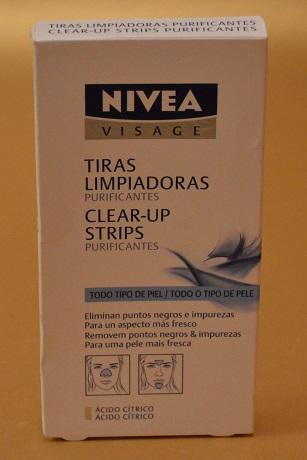 TIRAS LIMPIADORAS PURIFICANTES
CLEAR-UP STRIPS PURIFICANTES
NIVEA
VISAGE
TIRAS
LIMPIADORAS
PURIFICANTES
CLEAR-UP
STRIPS
PURIFICANTES
TODO TIPO DE PIEL / TODO O TIPO DE PELE
Eliminan puntos negros e impurezas
Para un aspecto más fresco
Removem pontos negros & impurezas
Para uma pele mais fresca
ÁCIDO CÍTRICO
ÁCIDO CÍTRICO